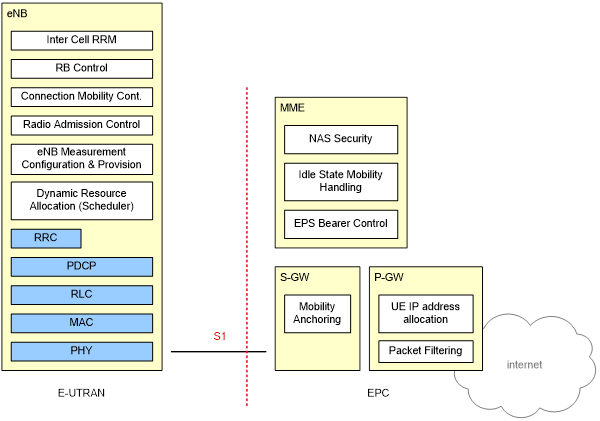 eNB
Inter Cell RRM
RB Control
Connection Mobility Cont.
Radio Admission Control
eNB Measurement
Configuration & Provision
Dynamic Resource
Allocation (Scheduler)
RRC
PDCP
RLC
MAC
PHY
E-UTRAN
S1
MME
NAS Security
Idle State Mobility
Handling
EPS Bearer Control
S-GW
Mobility
Anchoring
P-GW
UE IP address
allocation
Packet Filtering
internet
EPC